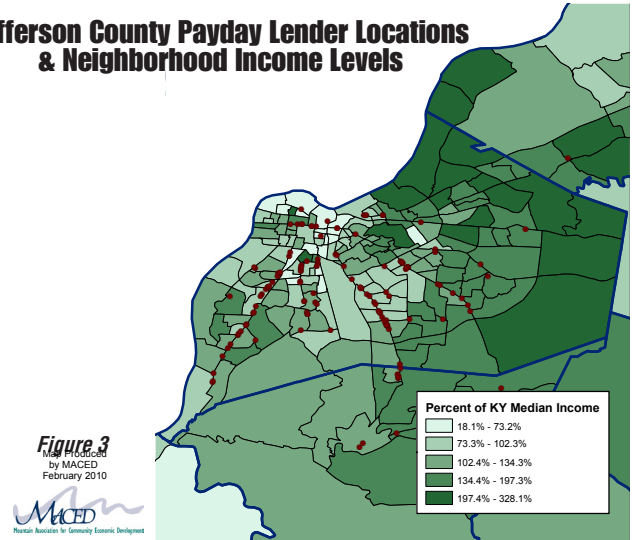 fferson County Payday Lender Locations
& Neighborhood Income Levels
Percent of KY Median Income
18.1% - 73.2%
73.3% - 102.3%
102.4% - 134.3%
134.4% - 197.3%
197.4% - 328.1%
Figure 3
Map Produced
by MACED
February 2010
MACED
Mountain Association for Community Economic Development